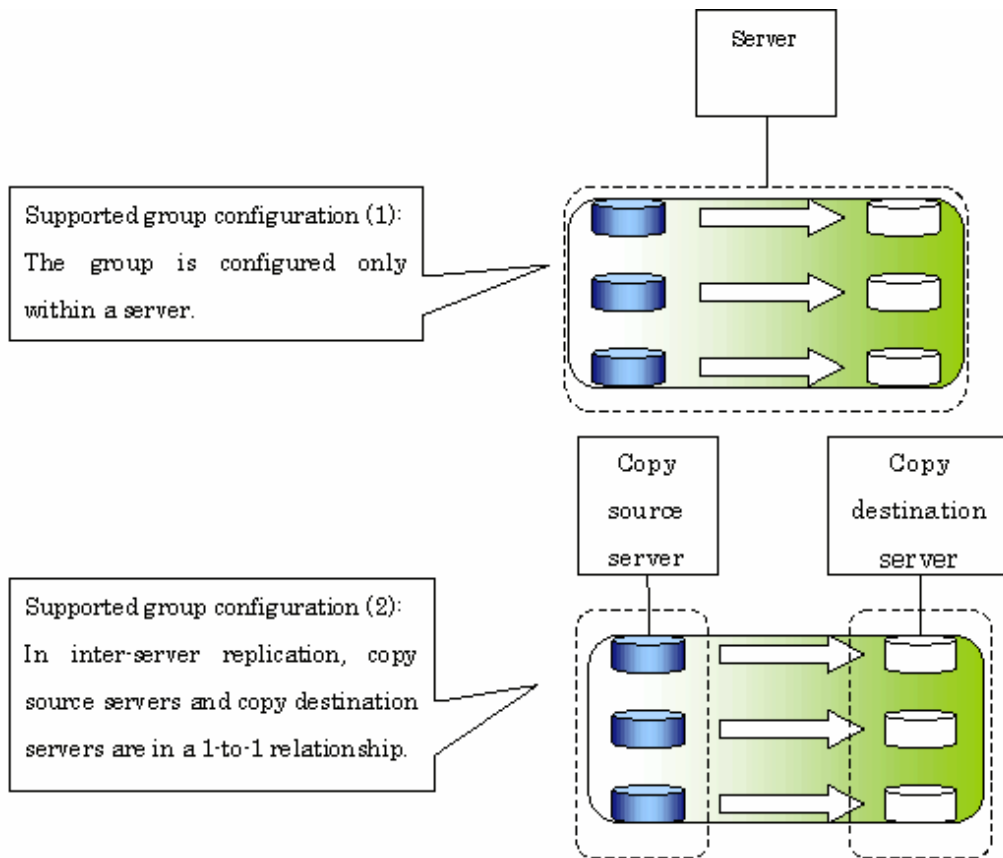 Server
Supported group configuration (1):
The group is configured only
within a server.
Copy
source
server
Copy
destination
server
Supported group configuration (2):
In inter-server replication, copy
source servers and copy destination
servers are in a 1-to-1 relationship.